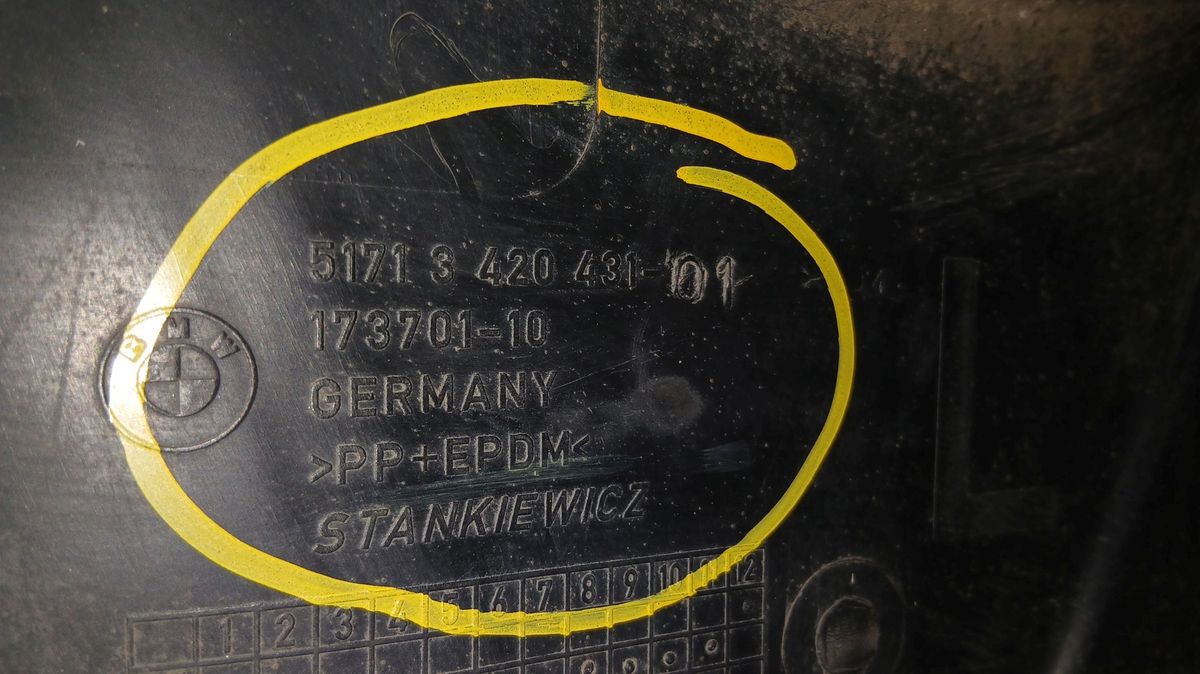 5171 3 420 431-01
173701-10
BMW
GERMANY
>PP+EPDM<
STANKIEWICZ
L
1 2 3 4 5 6 7 8 9 10 11 12